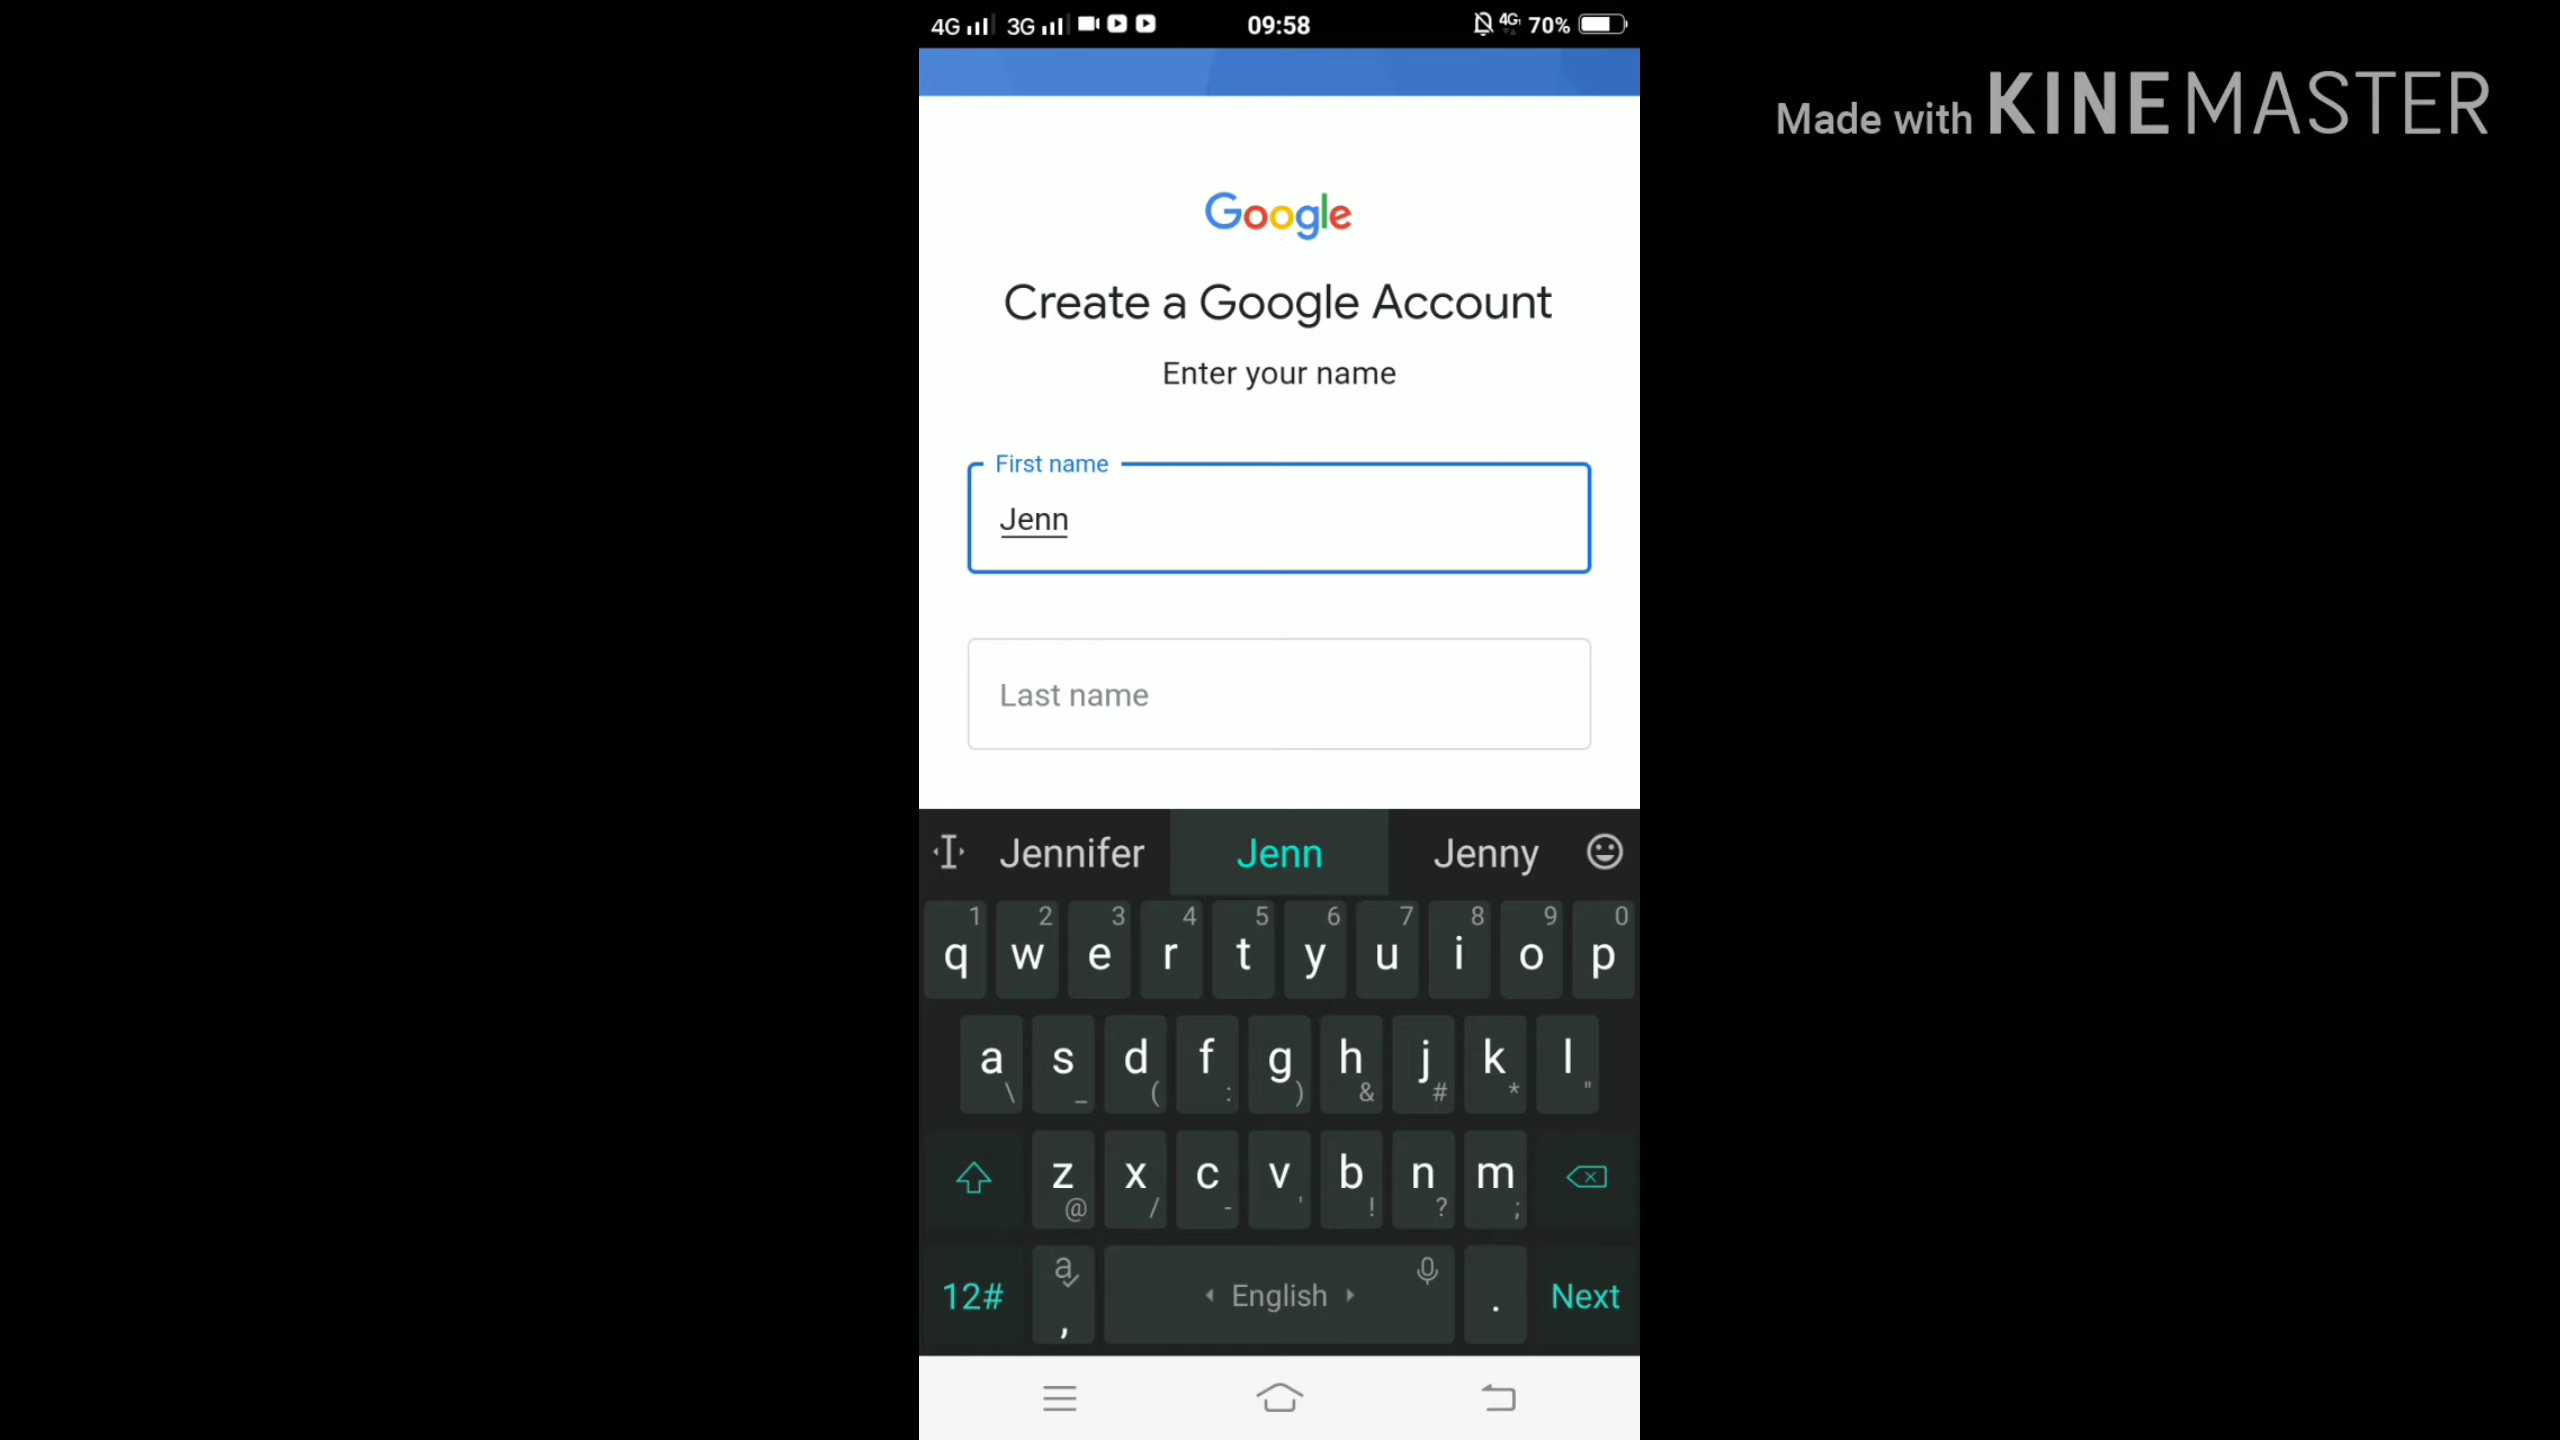 4G 3G 09:58 4G 70%
Made with KINEMASTER
Google
Create a Google Account
Enter your name
First name
Jenn
Last name
Jennifer Jenn Jenny
1 2 3 4 5 6 7 8 9 0
q w e r t y u i o p
a s d f g h j k l
\ _ ( : ) & # * "
z x c v b n m
@ / - ' ! ? ;
12# a , English . Next